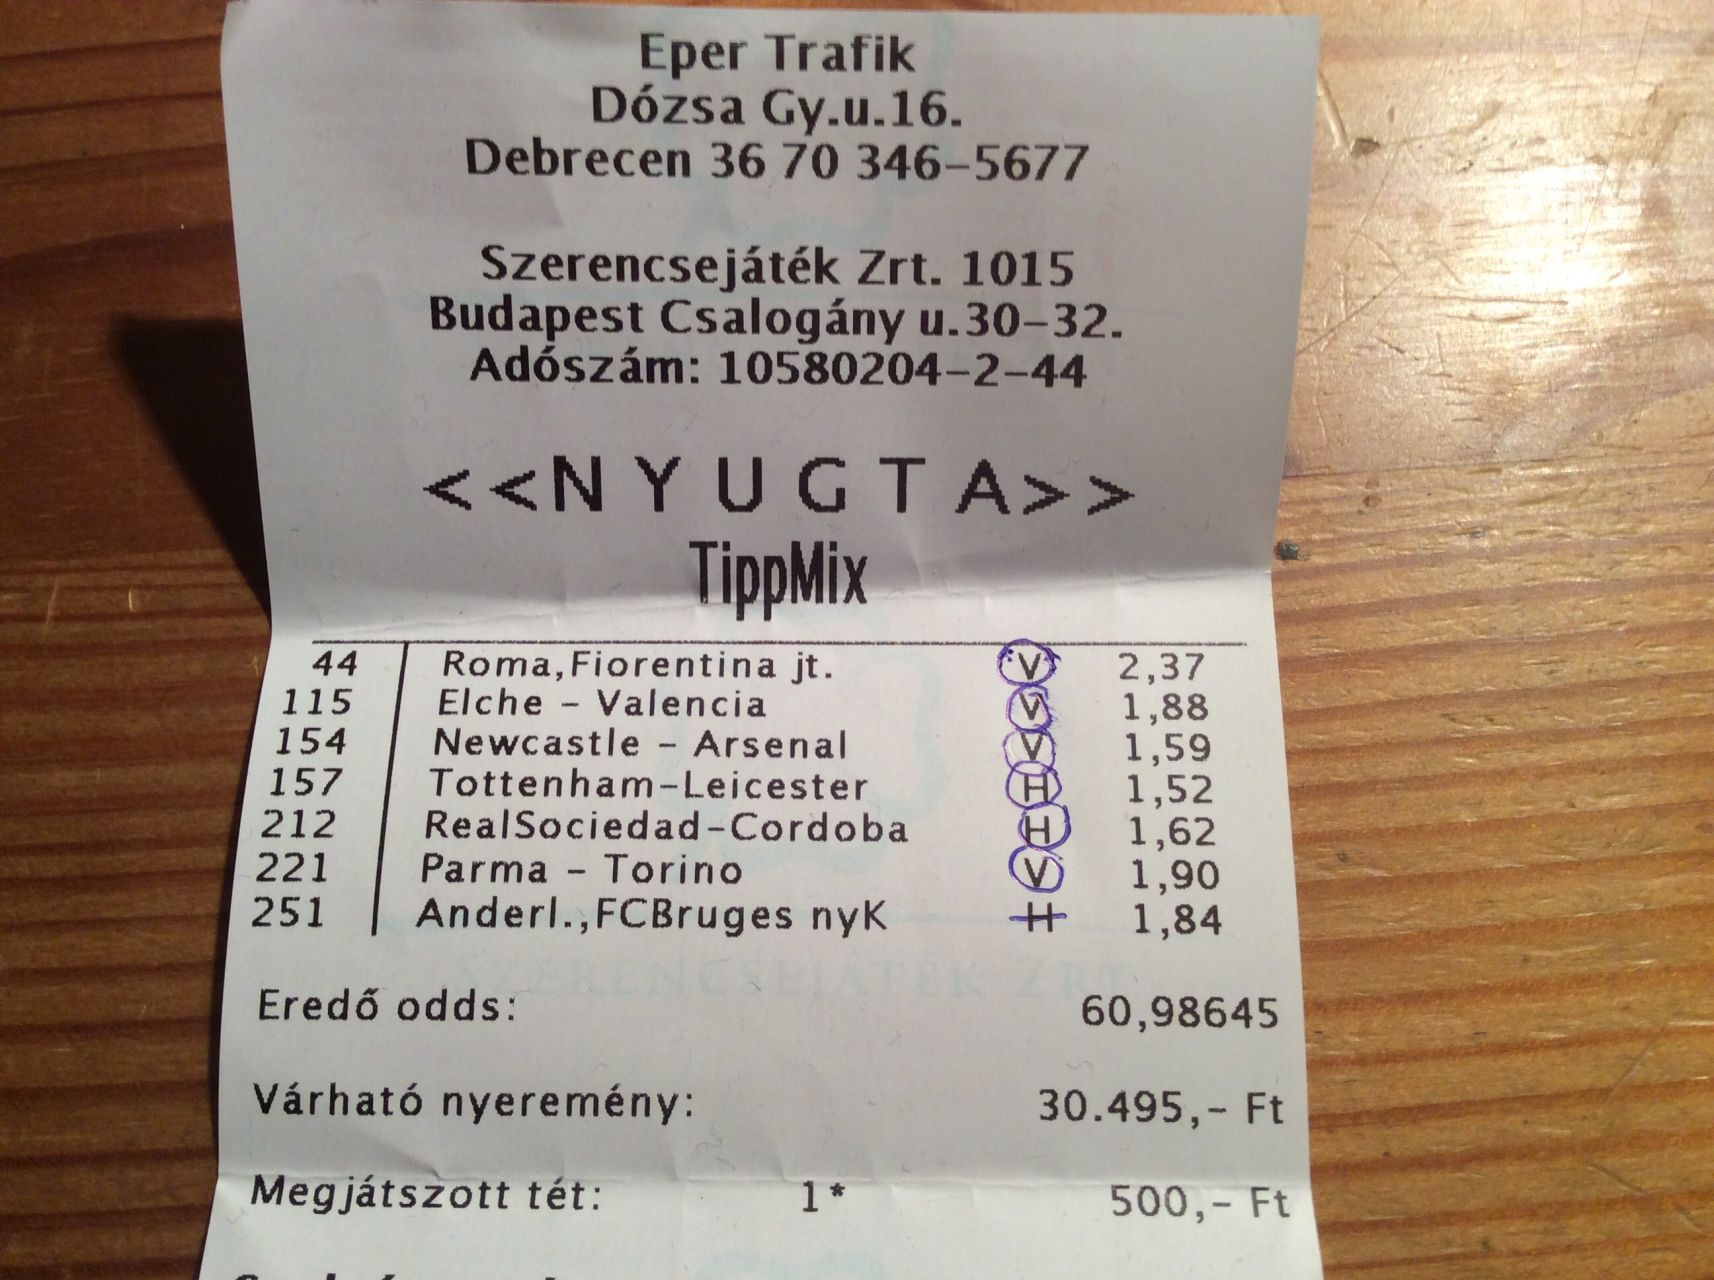 Eper Trafik
Dózsa Gy.u.16.
Debrecen 36 70 346-5677
Szerencsejáték Zrt. 1015
Budapest Csalogány u.30-32.
Adószám: 10580204-2-44
<<NYUGTA>>
TippMix
44 Roma,Fiorentina jt. V 2,37
115 Elche - Valencia V 1,88
154 Newcastle - Arsenal V 1,59
157 Tottenham-Leicester H 1,52
212 RealSociedad-Cordoba H 1,62
221 Parma - Torino V 1,90
251 Anderl.,FCBruges nyK H 1,84
SZERENCSEJÁTÉK ZRT
Eredő odds: 60,98645
Várható nyeremény: 30.495,- Ft
Megjátszott tét: 1* 500,- Ft